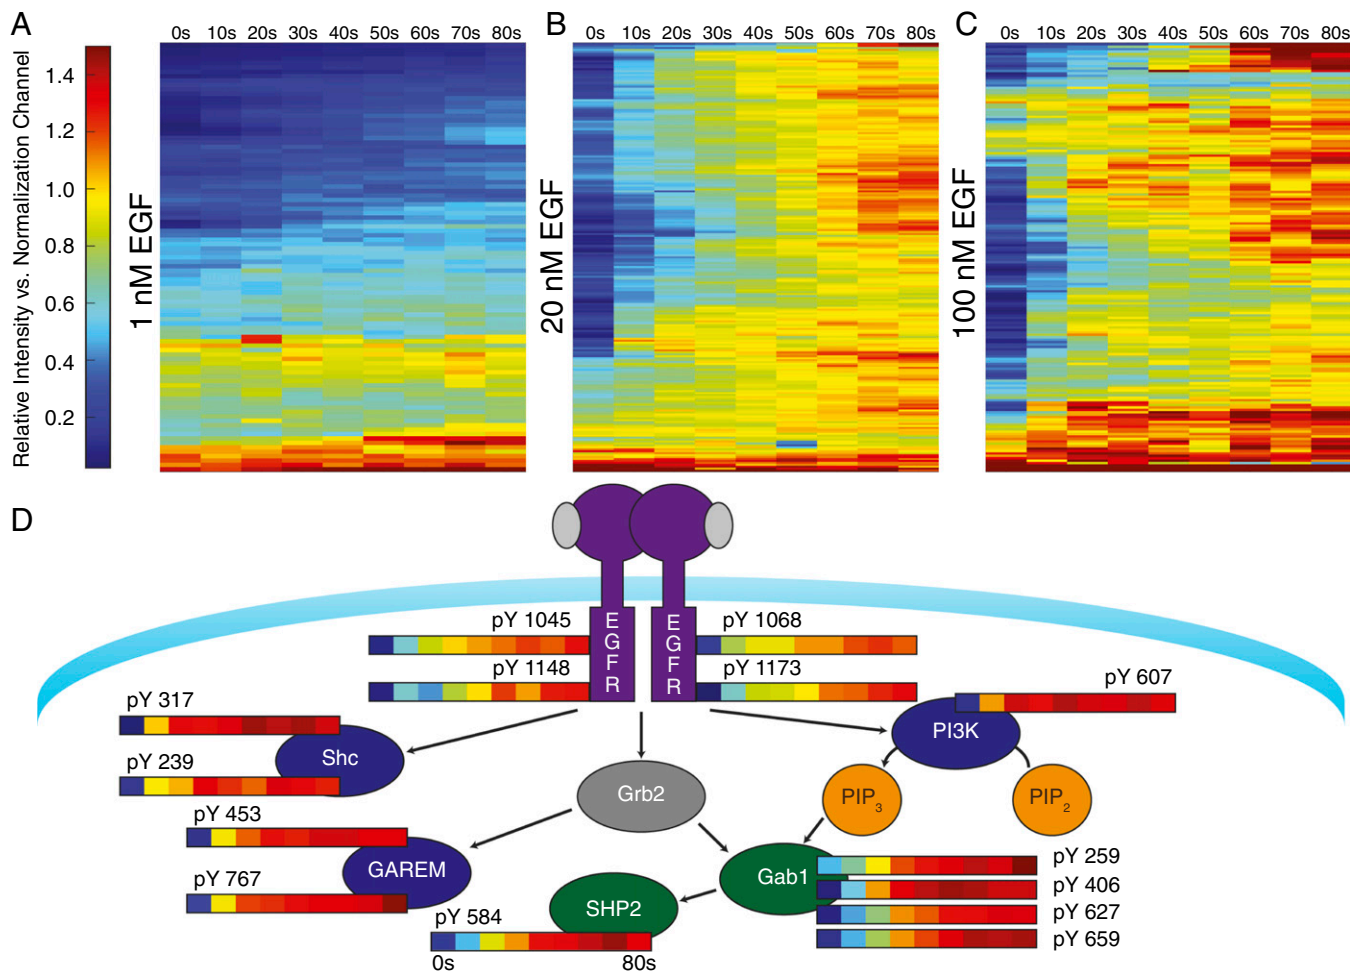 A
B
C
0s 10s 20s 30s 40s 50s 60s 70s 80s
0s 10s 20s 30s 40s 50s 60s 70s 80s
0s 10s 20s 30s 40s 50s 60s 70s 80s
Relative Intensity vs. Normalization Channel
1.4
1.2
1.0
0.8
0.6
0.4
0.2
1 nM EGF
20 nM EGF
100 nM EGF
D
pY 1045
pY 1148
EGFR
EGFR
pY 1068
pY 1173
pY 607
PI3K
pY 317
Shc
pY 239
Grb2
PIP3
PIP2
pY 453
GAREM
pY 767
Gab1
pY 259
pY 406
pY 627
pY 659
pY 584
SHP2
0s 80s